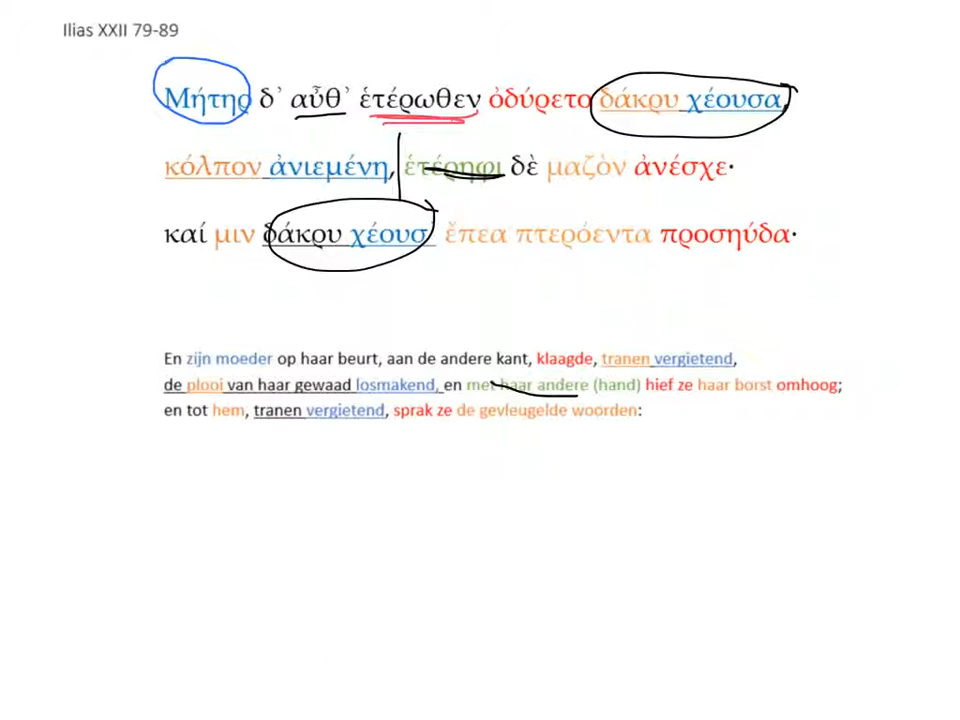 Ilias XXII 79-89
Μήτηρ δ᾽ αὖθ᾽ ἑτέρωθεν ὀδύρετο δάκρυ χέουσα,
κόλπον ἀνιεμένη, ἑτέρηφι δὲ μαζὸν ἀνέσχε·
καί μιν δάκρυ χέουσ᾽ ἔπεα πτερόεντα προσηύδα·
En zijn moeder op haar beurt, aan de andere kant, klaagde, tranen vergietend,
de plooi van haar gewaad losmakend, en met haar andere (hand) hief ze haar borst omhoog;
en tot hem, tranen vergietend, sprak ze de gevleugelde woorden: